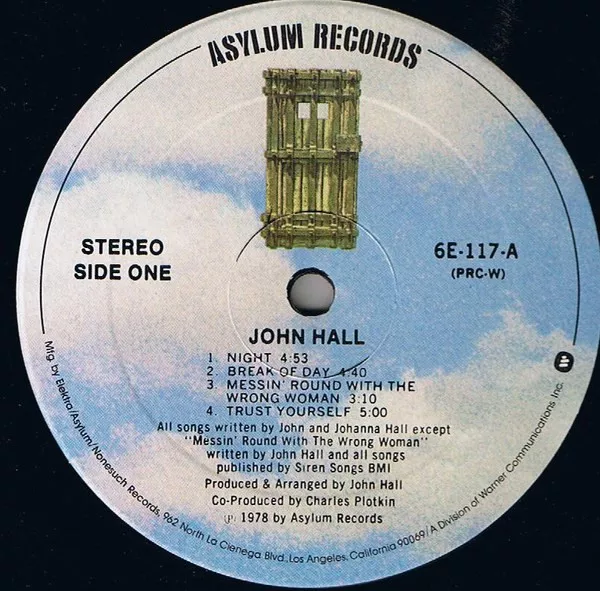 ASYLUM RECORDS
STEREO
SIDE ONE
6E-117-A
(PRC-W)
JOHN HALL
1. NIGHT 4:53
2. BREAK OF DAY 4:40
3. MESSIN' ROUND WITH THE
WRONG WOMAN 3:10
4. TRUST YOURSELF 5:00
All songs written by John and Johanna Hall except
"Messin' Round With The Wrong Woman"
written by John Hall and all songs
published by Siren Songs BMI
Produced & Arranged by John Hall
Co-Produced by Charles Plotkin
℗ 1978 by Asylum Records
Mfg. by Elektra/Asylum/Nonesuch Records, 962 North La Cienega Blvd., Los Angeles, California 90069/A Division of Warner Communications Inc.